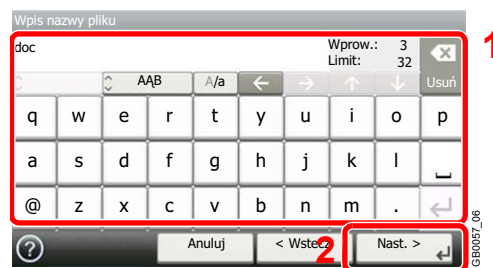 Wpis nazwy pliku
1
doc
Wprow.: 3
Limit: 32
AĄB A/a Usuń
q w e r t y u i o p
a s d f g h j k l
@ z x c v b n m .
2
? Anuluj < Wstecz Nast. >
GB0057_06